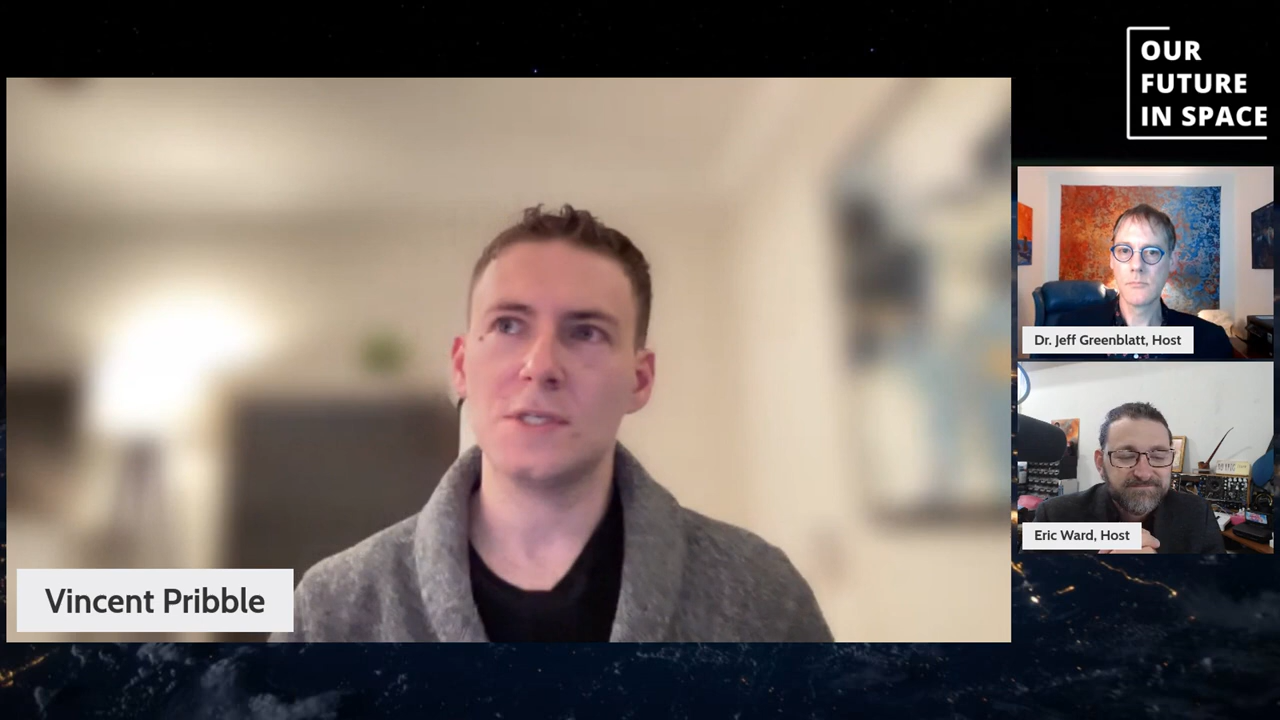 OUR
FUTURE
IN SPACE
Dr. Jeff Greenblatt, Host
Eric Ward, Host
Vincent Pribble